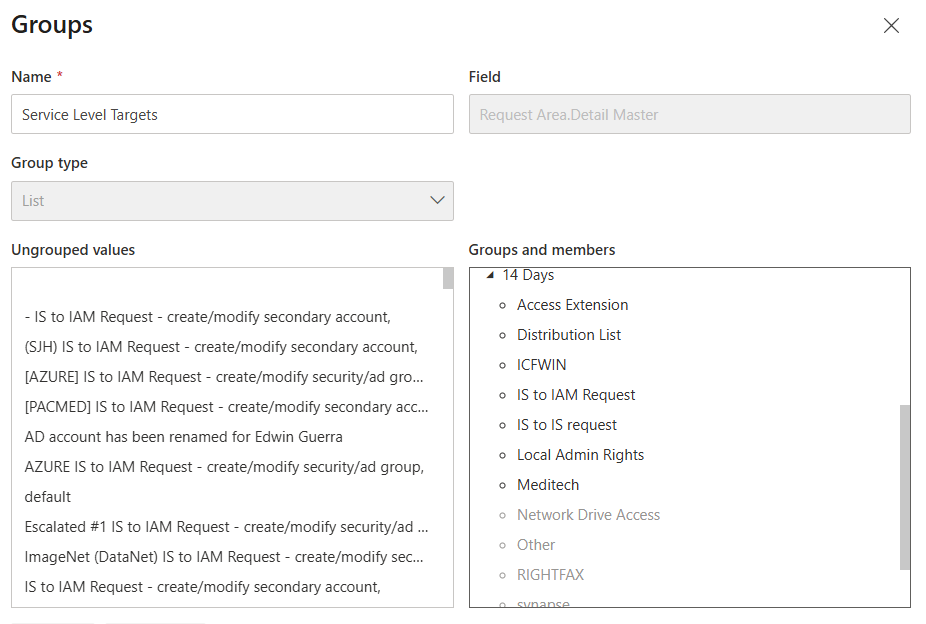 Groups
Name *
Field
Service Level Targets
Request Area.Detail Master
Group type
List
Ungrouped values
Groups and members
- IS to IAM Request - create/modify secondary account,
(SJH) IS to IAM Request - create/modify secondary account,
[AZURE] IS to IAM Request - create/modify security/ad gro...
[PACMED] IS to IAM Request - create/modify secondary acc...
AD account has been renamed for Edwin Guerra
AZURE IS to IAM Request - create/modify security/ad group,
default
Escalated #1 IS to IAM Request - create/modify security/ad ...
ImageNet (DataNet) IS to IAM Request - create/modify sec...
IS to IAM Request - create/modify secondary account,
14 Days
Access Extension
Distribution List
ICFWIN
IS to IAM Request
IS to IS request
Local Admin Rights
Meditech
Network Drive Access
Other
RIGHTFAX
synapse